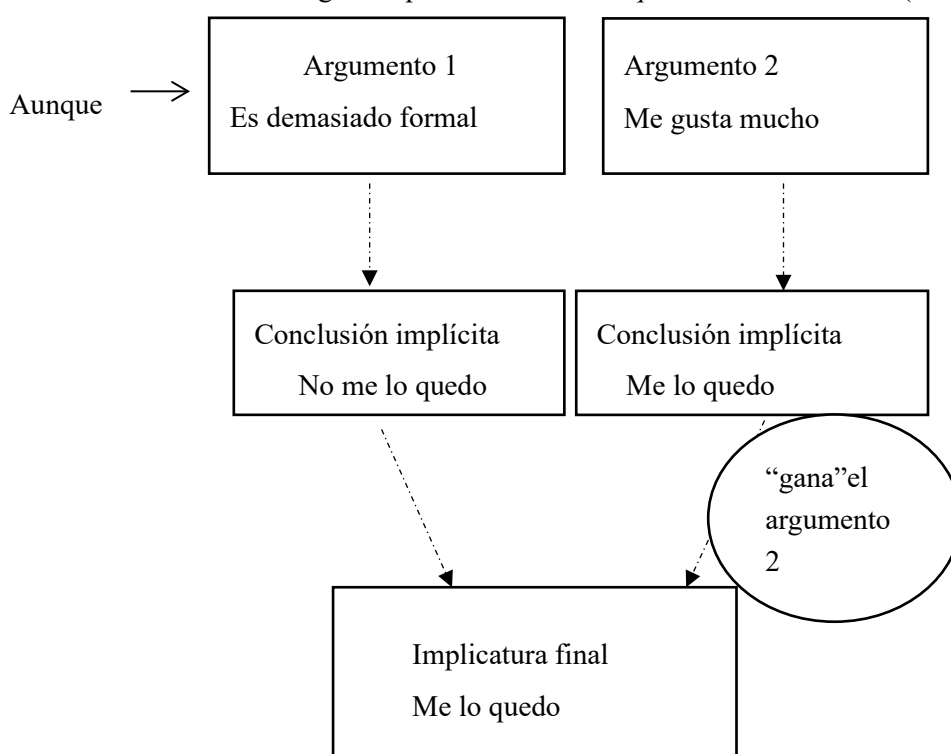 Aunque
Argumento 1
Es demasiado formal
Argumento 2
Me gusta mucho
Conclusión implícita
No me lo quedo
Conclusión implícita
Me lo quedo
“gana”el
argumento
2
Implicatura final
Me lo quedo